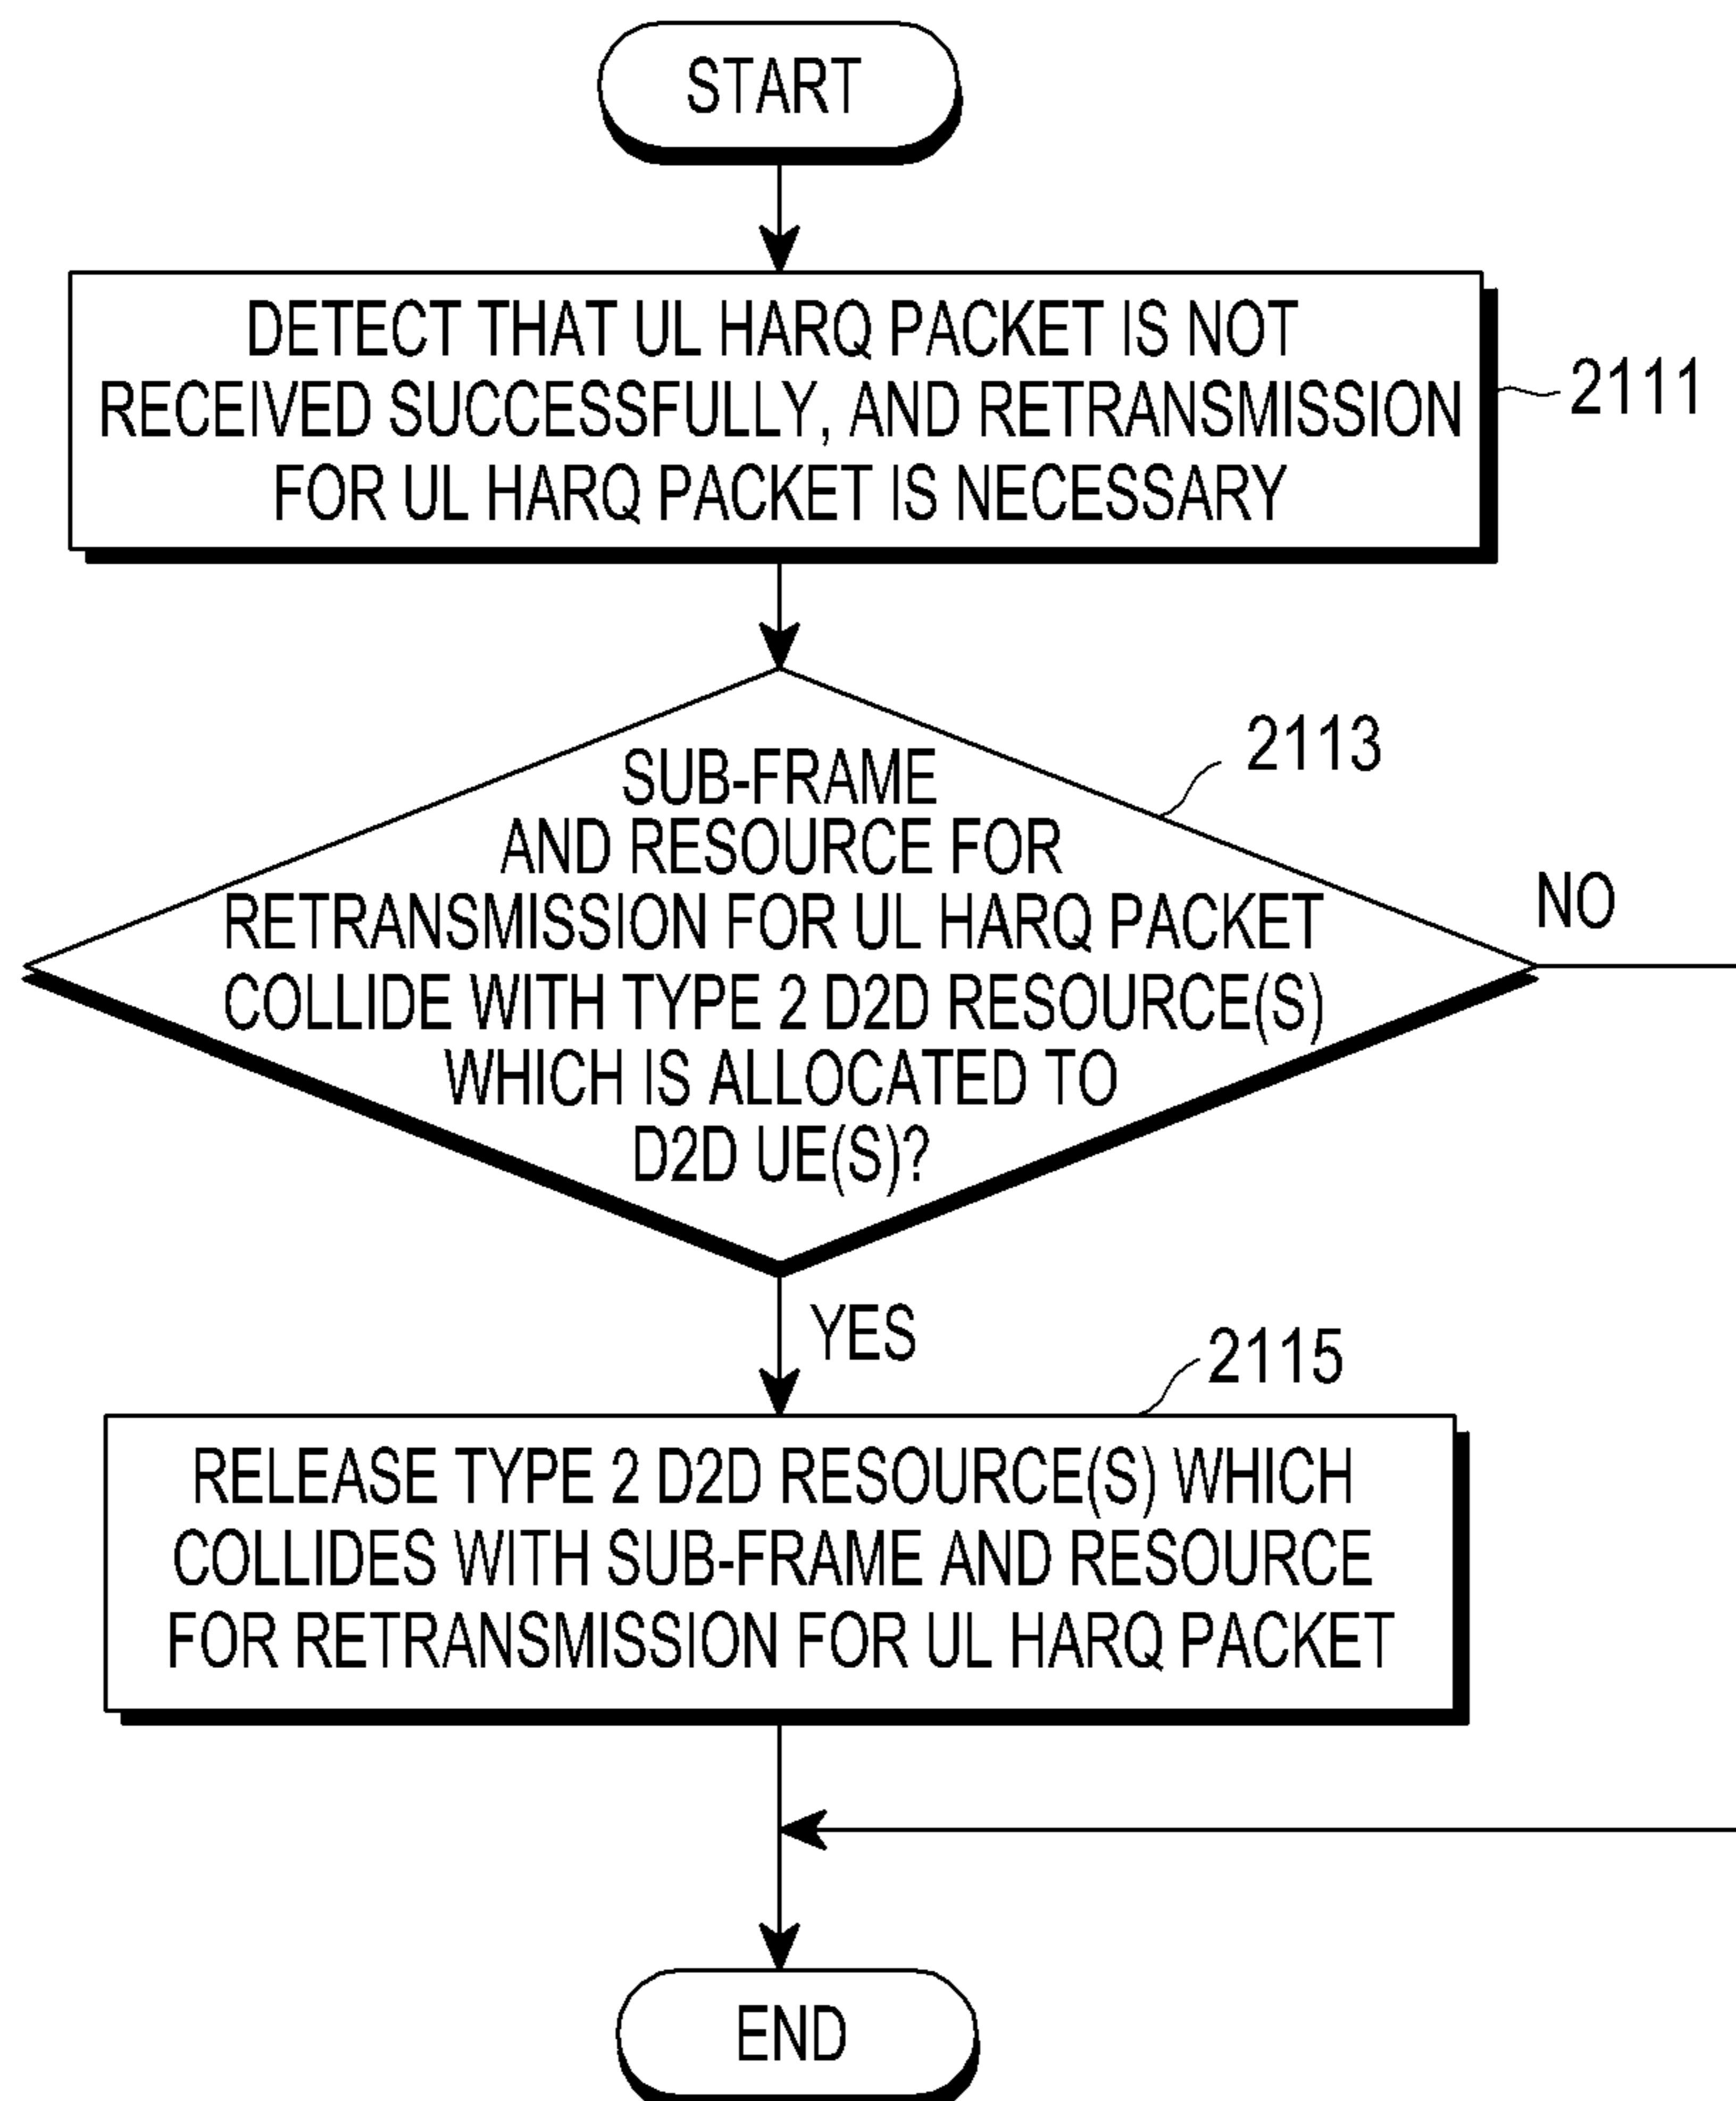 START
DETECT THAT UL HARQ PACKET IS NOT
RECEIVED SUCCESSFULLY, AND RETRANSMISSION
FOR UL HARQ PACKET IS NECESSARY
2111
2113
SUB-FRAME
AND RESOURCE FOR
RETRANSMISSION FOR UL HARQ PACKET
COLLIDE WITH TYPE 2 D2D RESOURCE(S)
WHICH IS ALLOCATED TO
D2D UE(S)?
NO
YES
2115
RELEASE TYPE 2 D2D RESOURCE(S) WHICH
COLLIDES WITH SUB-FRAME AND RESOURCE
FOR RETRANSMISSION FOR UL HARQ PACKET
END